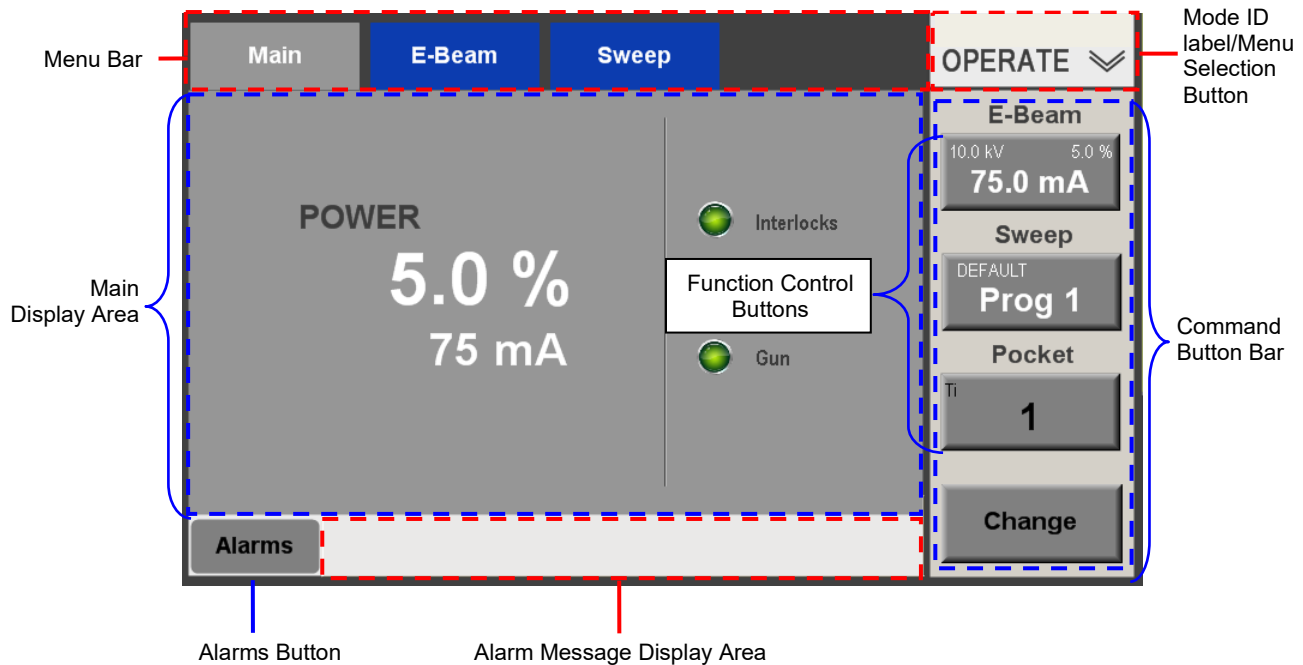 Mode ID
label/Menu
Selection
Button
Menu Bar
Main
E-Beam
Sweep
OPERATE
E-Beam
10.0 kV 5.0 %
75.0 mA
POWER
5.0 %
75 mA
Interlocks
Function Control
Buttons
Gun
Sweep
DEFAULT
Prog 1
Main
Display Area
Command
Button Bar
Pocket
Ti
1
Change
Alarms
Alarms Button
Alarm Message Display Area